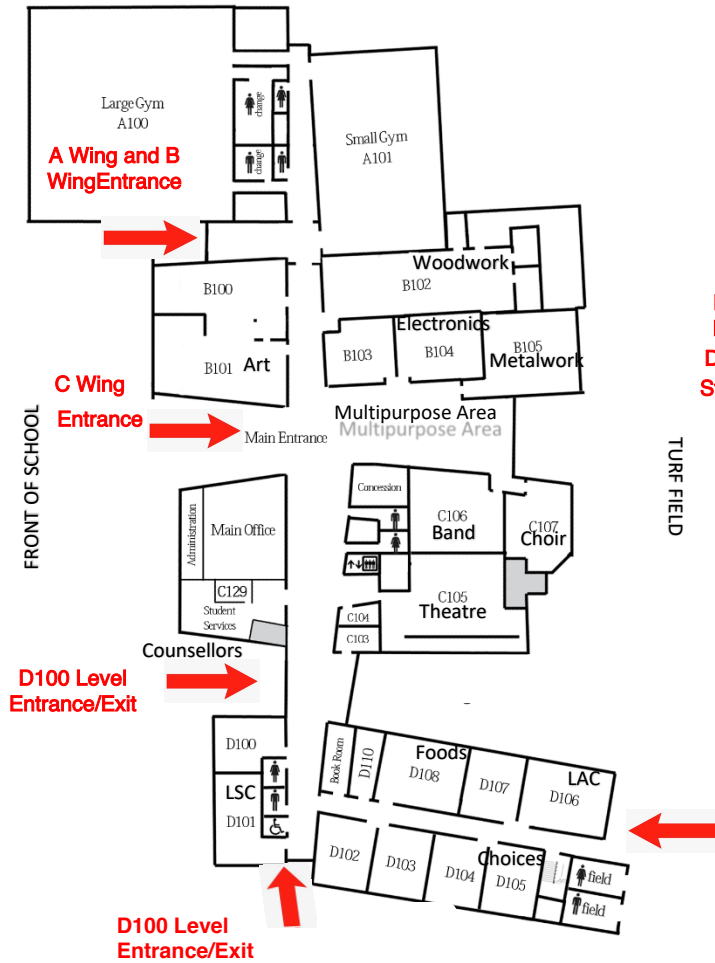 Large Gym
A100
change
change
Small Gym
A101
A Wing and B
WingEntrance
Woodwork
B100
B102
Electronics
B101
Art
B103
B104
B105
Metalwork
C Wing
Entrance
Main Entrance
Multipurpose Area
Multipurpose Area
FRONT OF SCHOOL
TURF FIELD
D
St
Concession
Administration
Main Office
C106
Band
C107
Choir
C129
Student
Services
C105
Theatre
C104
C103
Counsellors
D100 Level
Entrance/Exit
D100
Book Room
D110
Foods
D108
D107
LAC
D106
LSC
D101
D102
D103
D104
Choices
D105
field
field
D100 Level
Entrance/Exit